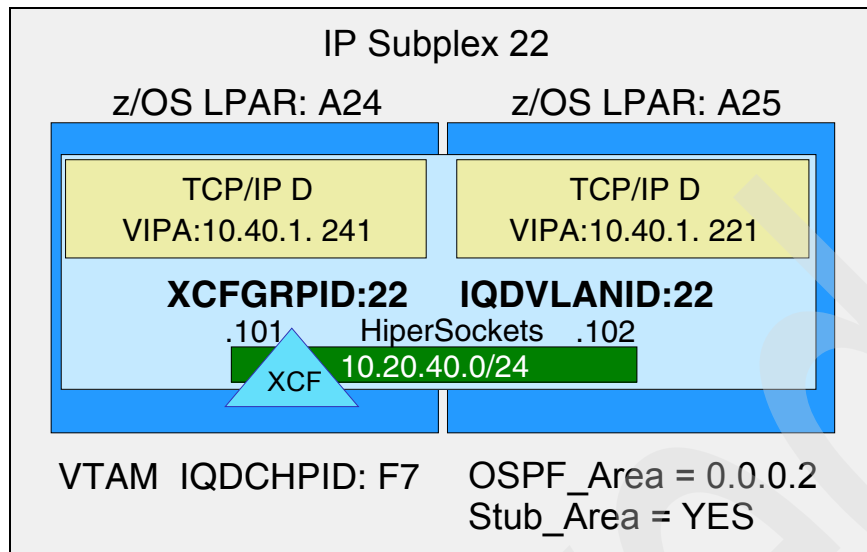 IP Subplex 22
z/OS LPAR: A24 z/OS LPAR: A25
TCP/IP D TCP/IP D
VIPA:10.40.1. 241 VIPA:10.40.1. 221
XCFGRPID:22 IQDVLANID:22
.101 HiperSockets .102
10.20.40.0/24
XCF
VTAM IQDCHPID: F7 OSPF_Area = 0.0.0.2
Stub_Area = YES